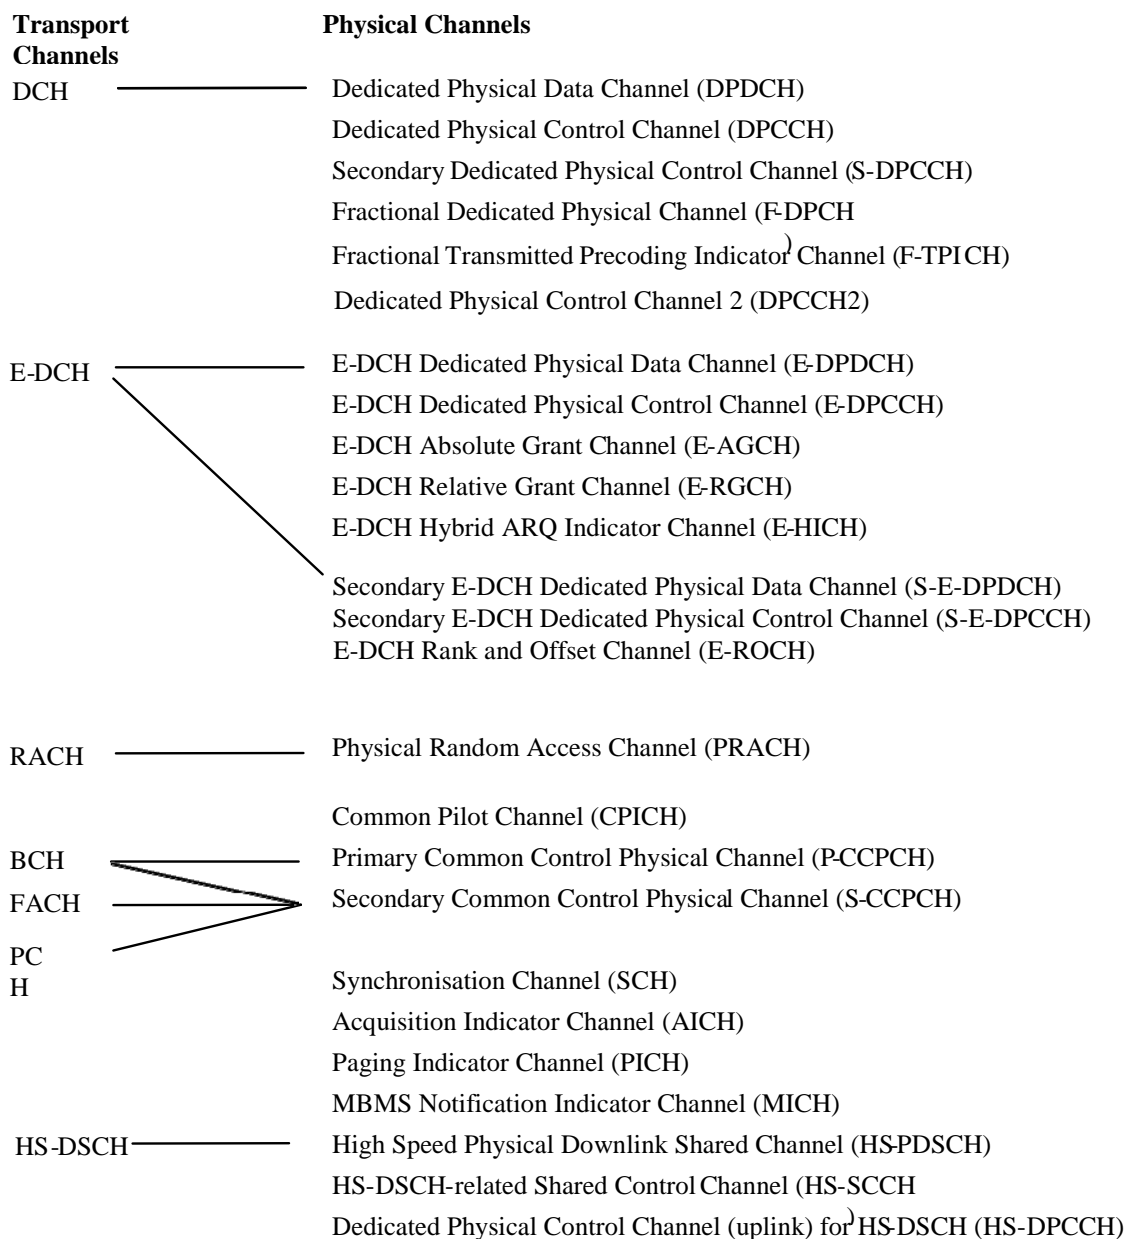 Transport Physical Channels
Channels
DCH Dedicated Physical Data Channel (DPDCH)
Dedicated Physical Control Channel (DPCCH)
Secondary Dedicated Physical Control Channel (S-DPCCH)
Fractional Dedicated Physical Channel (F-DPCH
Fractional Transmitted Precoding Indicator) Channel (F-TPICH)
Dedicated Physical Control Channel 2 (DPCCH2)
E-DCH E-DCH Dedicated Physical Data Channel (E-DPDCH)
E-DCH Dedicated Physical Control Channel (E-DPCCH)
E-DCH Absolute Grant Channel (E-AGCH)
E-DCH Relative Grant Channel (E-RGCH)
E-DCH Hybrid ARQ Indicator Channel (E-HICH)
Secondary E-DCH Dedicated Physical Data Channel (S-E-DPDCH)
Secondary E-DCH Dedicated Physical Control Channel (S-E-DPCCH)
E-DCH Rank and Offset Channel (E-ROCH)
RACH Physical Random Access Channel (PRACH)
Common Pilot Channel (CPICH)
BCH Primary Common Control Physical Channel (P-CCPCH)
FACH Secondary Common Control Physical Channel (S-CCPCH)
PC
H Synchronisation Channel (SCH)
Acquisition Indicator Channel (AICH)
Paging Indicator Channel (PICH)
MBMS Notification Indicator Channel (MICH)
HS-DSCH High Speed Physical Downlink Shared Channel (HS-PDSCH)
HS-DSCH-related Shared Control Channel (HS-SCCH
Dedicated Physical Control Channel (uplink) for) HS-DSCH (HS-DPCCH)